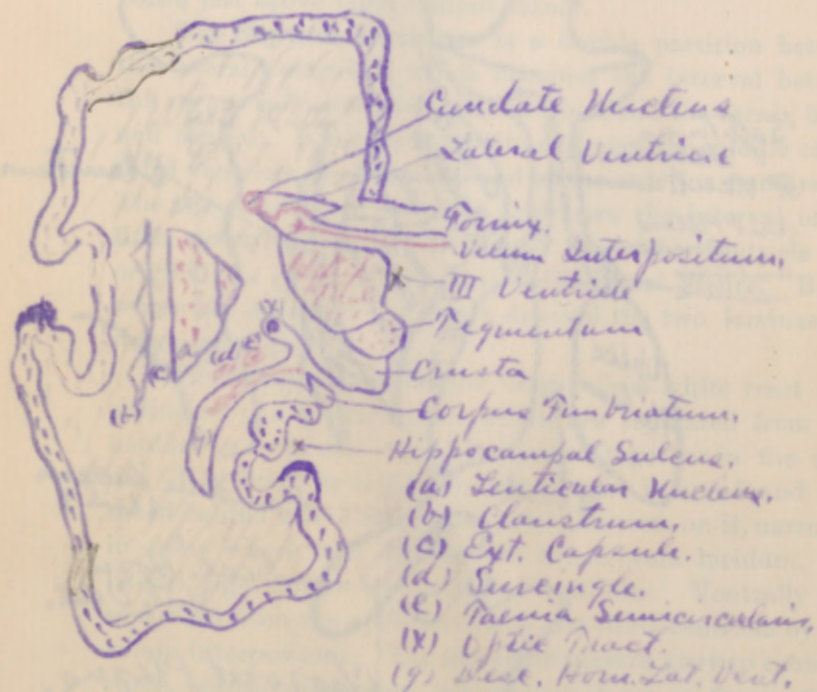 Caudate Nucleus
Lateral Ventricle
Fornix.
Velum Interpositum.
III Ventricle
Tegmentum
Crusta
Corpus Fimbriatum.
Hippocampal Sulcus.
(a) Lenticular Nucleus.
(b) Claustrum.
(c) Ext. Capsule.
(d) Surcingle.
(e) Taenia Semicircularis.
(x) Optic Tract.
(g) Desc. Horn. Lat. Vent.
x
x
(x)
(d)
(e)
a
(c)
(b)
g